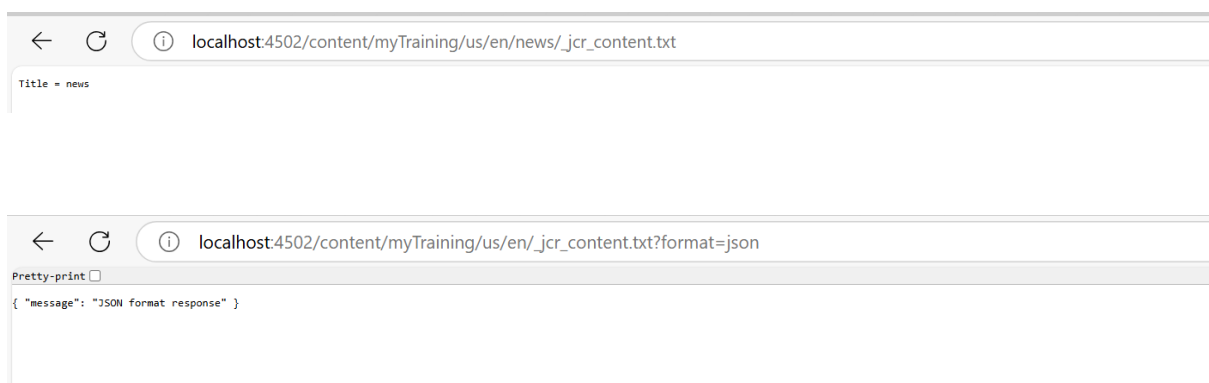 localhost:4502/content/myTraining/us/en/news/_jcr_content.txt
Title = news
localhost:4502/content/myTraining/us/en/_jcr_content.txt?format=json
Pretty-print
{ "message": "JSON format response" }